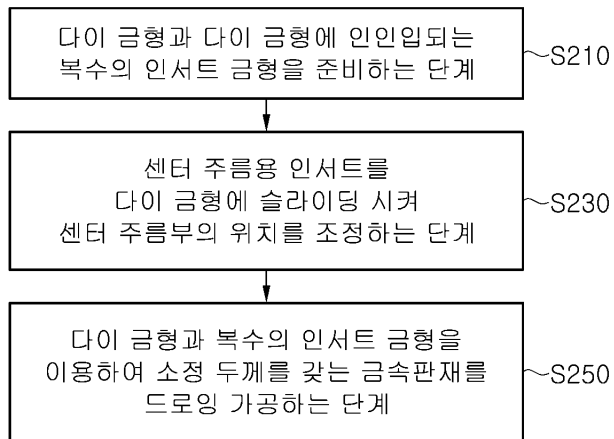 다이 금형과 다이 금형에 인인입되는
복수의 인서트 금형을 준비하는 단계
S210
센터 주름용 인서트를
다이 금형에 슬라이딩 시켜
센터 주름부의 위치를 조정하는 단계
S230
다이 금형과 복수의 인서트 금형을
이용하여 소정 두께를 갖는 금속판재를
드로잉 가공하는 단계
S250